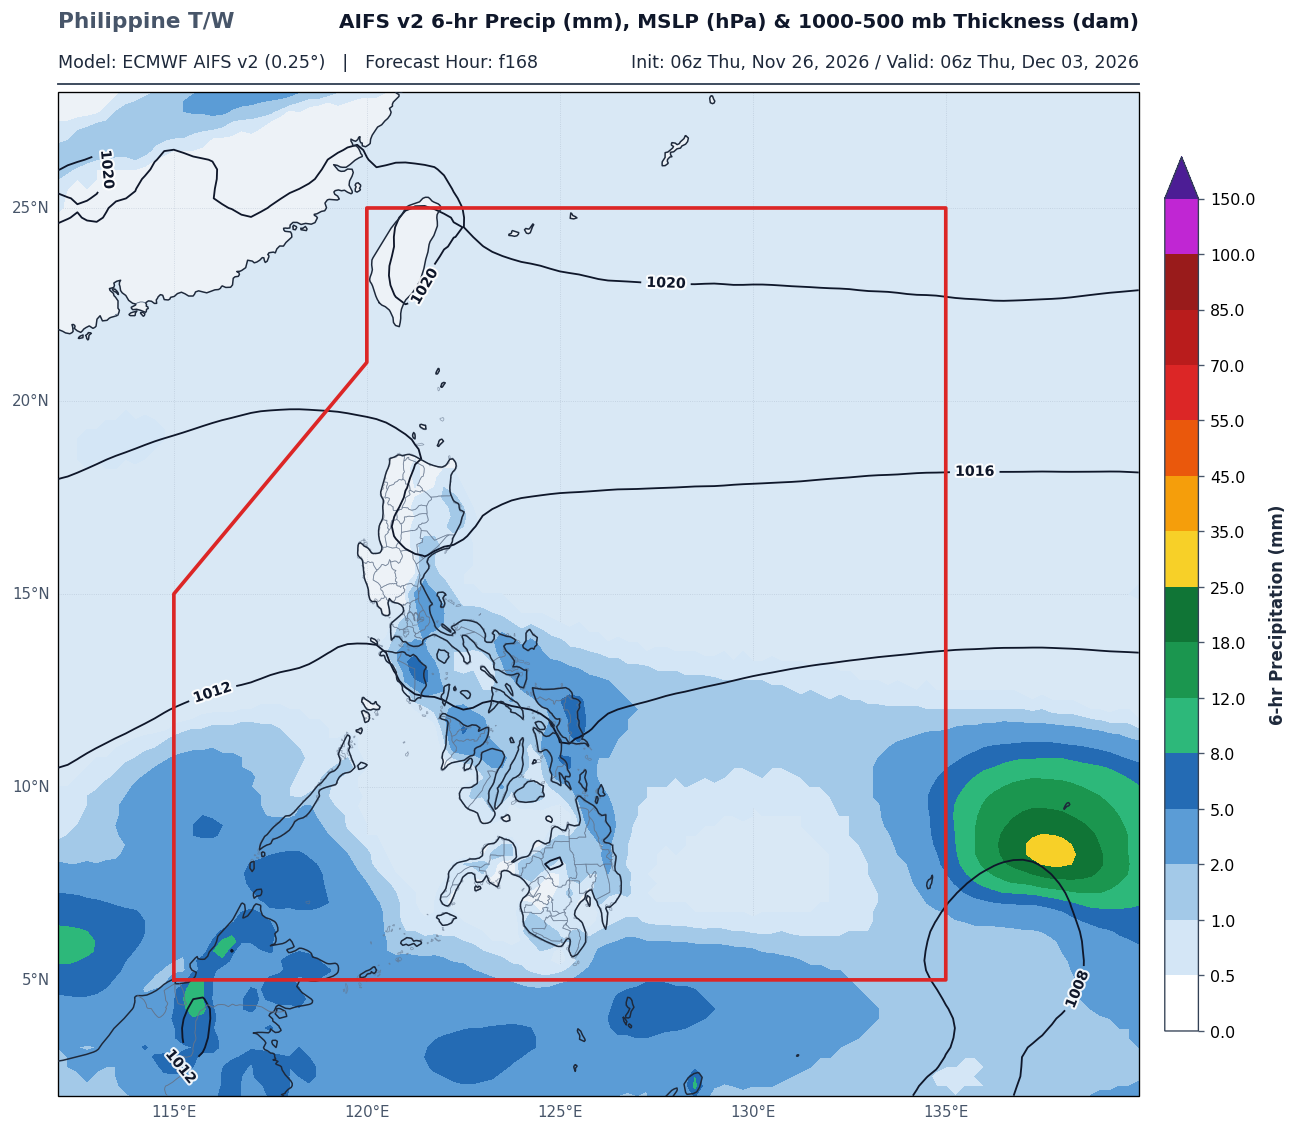 Philippine T/W
AIFS v2 6-hr Precip (mm), MSLP (hPa) & 1000-500 mb Thickness (dam)
Model: ECMWF AIFS v2 (0.25°) | Forecast Hour: f168
Init: 06z Thu, Nov 26, 2026 / Valid: 06z Thu, Dec 03, 2026
1020
25°N
1020
1020
20°N
1016
15°N
1012
10°N
5°N
1008
1012
115°E
120°E
125°E
130°E
135°E
150.0
100.0
85.0
70.0
55.0
45.0
35.0
25.0
18.0
12.0
8.0
5.0
2.0
1.0
0.5
0.0
6-hr Precipitation (mm)